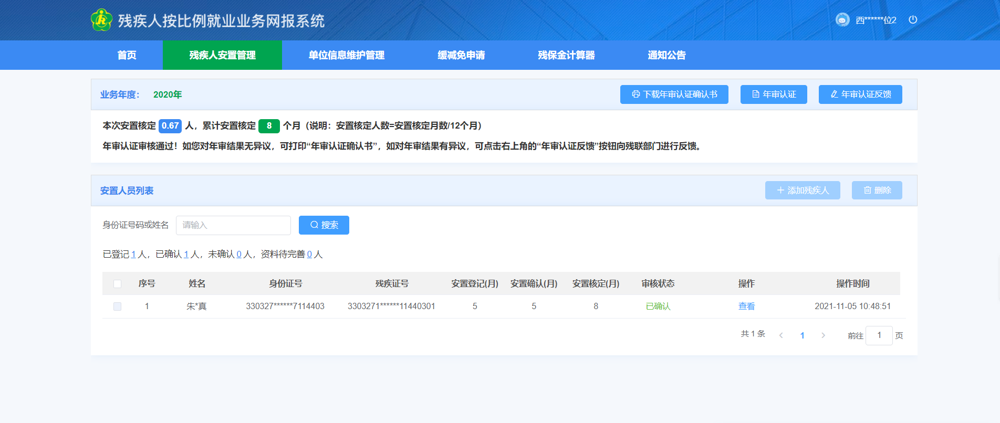 残疾人按比例就业业务网报系统
西******位2
首页 残疾人安置管理 单位信息维护管理 缓减免申请 残保金计算器 通知公告
业务年度： 2020年 下载年审认证确认书 年审认证 年审认证反馈
本次安置核定 0.67 人，累计安置核定 8 个月（说明：安置核定人数=安置核定月数/12个月）
年审认证审核通过！如您对年审结果无异议，可打印“年审认证确认书”，如对年审结果有异议，可点击右上角的“年审认证反馈”按钮向残联部门进行反馈。
安置人员列表 添加残疾人 删除
身份证号码或姓名 请输入 搜索
已登记 1 人，已确认 1 人，未确认 0 人，资料待完善 0 人
序号 姓名 身份证号 残疾证号 安置登记(月) 安置确认(月) 安置核定(月) 审核状态 操作 操作时间
1 朱*真 330327******7114403 3303271******11440301 5 5 8 已确认 查看 2021-11-05 10:48:51
共 1 条 1 前往 1 页